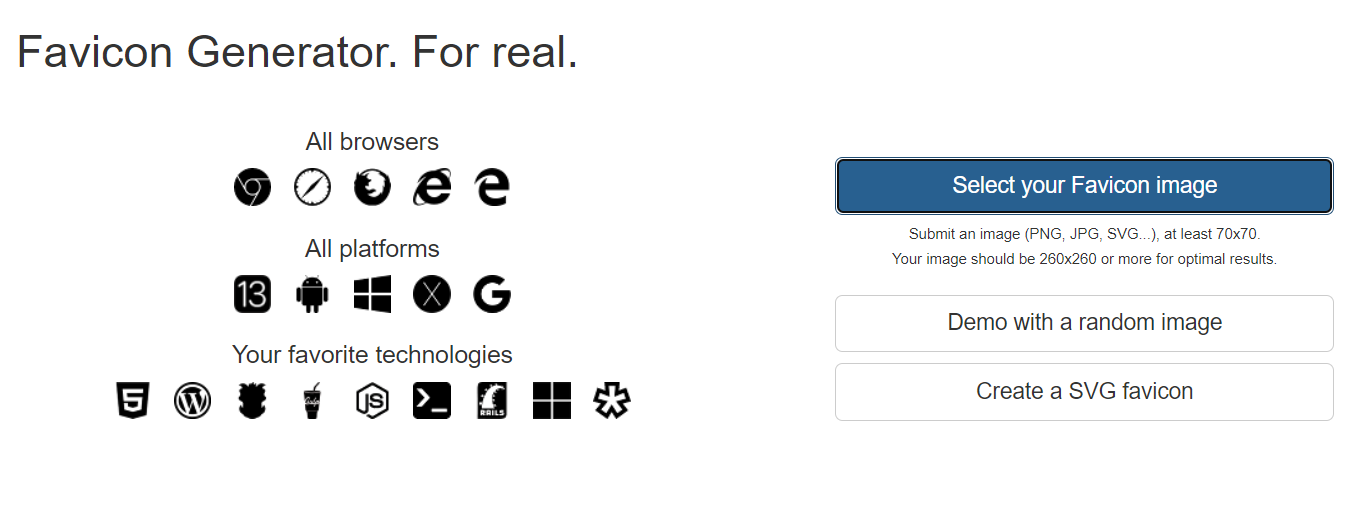 Favicon Generator. For real.
All browsers
All platforms
13
X
G
Your favorite technologies
5
W
Gulp
JS
>_
RAILS
Select your Favicon image
Submit an image (PNG, JPG, SVG...), at least 70x70.
Your image should be 260x260 or more for optimal results.
Demo with a random image
Create a SVG favicon